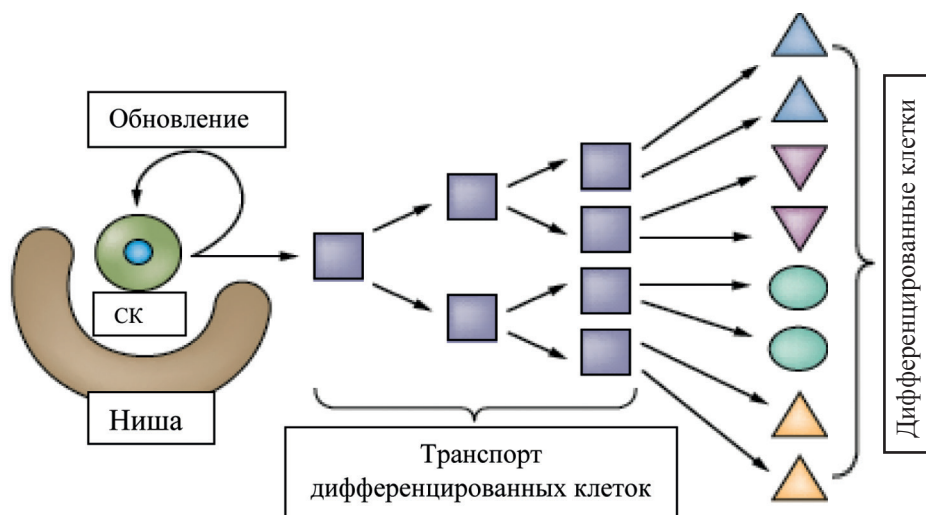 Обновление
СК
Ниша
Транспорт
дифференцированных клеток
Дифференцированные клетки